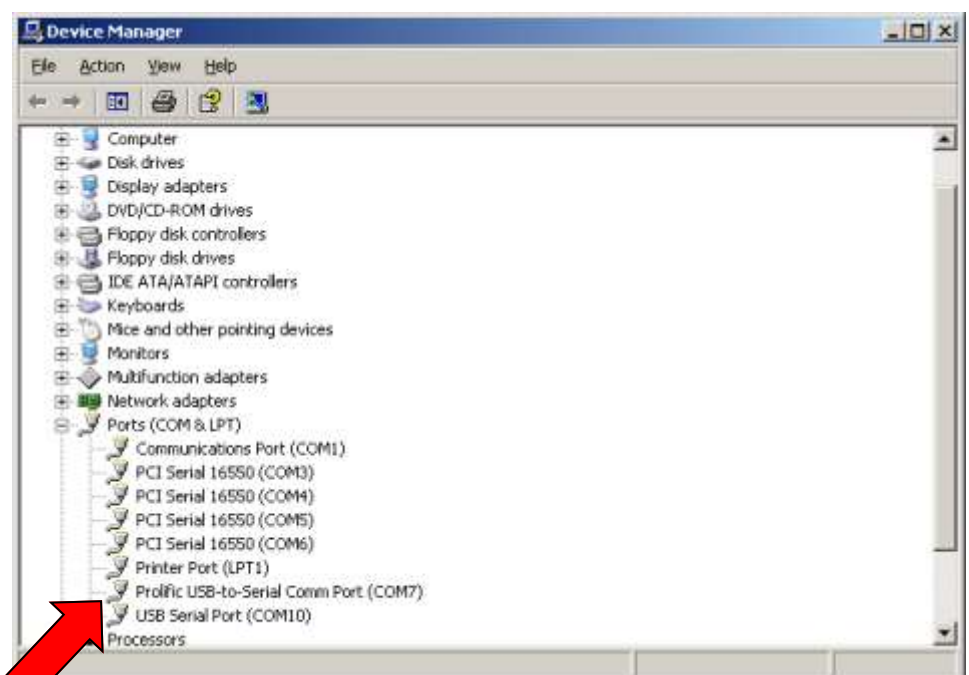 Device Manager
File Action View Help
Computer
Disk drives
Display adapters
DVD/CD-ROM drives
Floppy disk controllers
Floppy disk drives
IDE ATA/ATAPI controllers
Keyboards
Mice and other pointing devices
Monitors
Multifunction adapters
Network adapters
Ports (COM & LPT)
Communications Port (COM1)
PCI Serial 16550 (COM3)
PCI Serial 16550 (COM4)
PCI Serial 16550 (COM5)
PCI Serial 16550 (COM6)
Printer Port (LPT1)
Prolific USB-to-Serial Comm Port (COM7)
USB Serial Port (COM10)
Processors